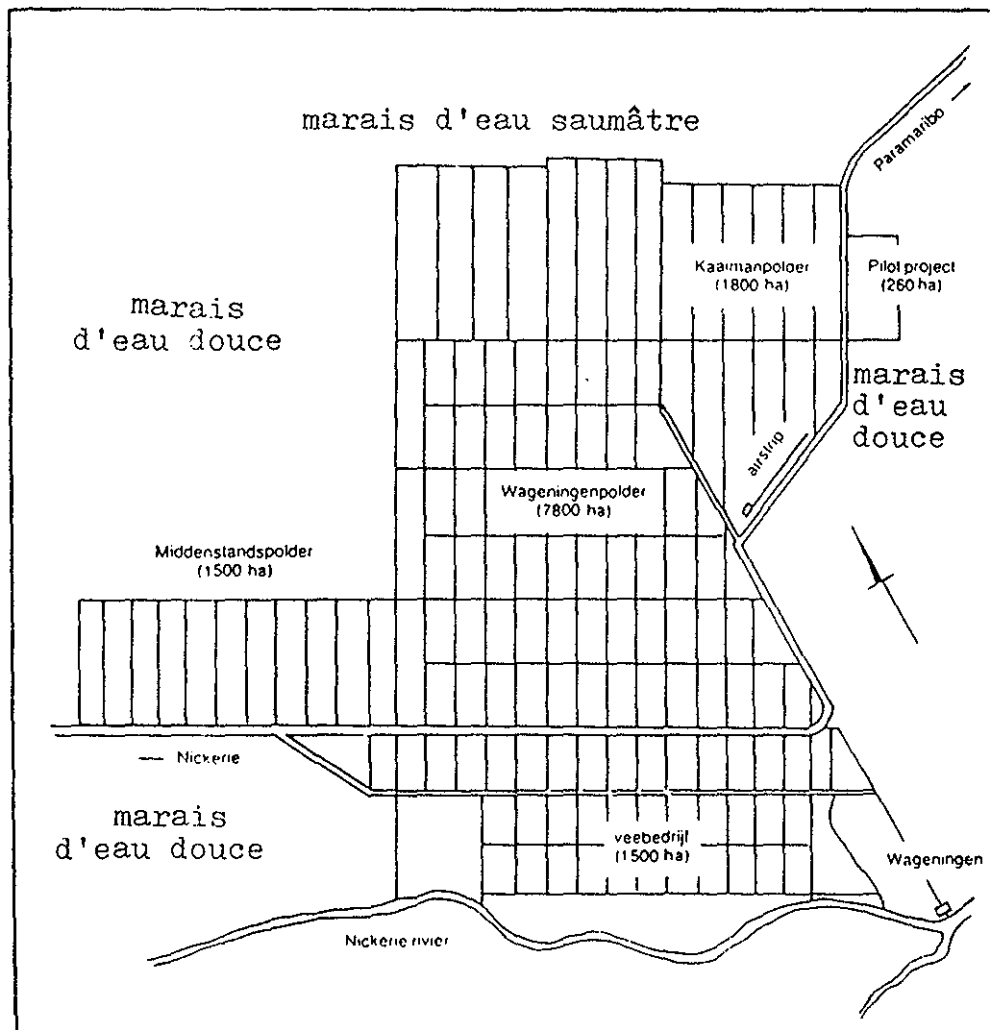 marais d'eau saumâtre
Paramaribo
Kaaimanpolder
(1800 ha)
Pilot project
(260 ha)
marais
d'eau douce
marais
d'eau
douce
airstrip
Wageningenpolder
(7800 ha)
Middenstandspolder
(1500 ha)
Nickerie
marais
d'eau douce
veebedrijf
(1500 ha)
Wageningen
Nickerie rivier